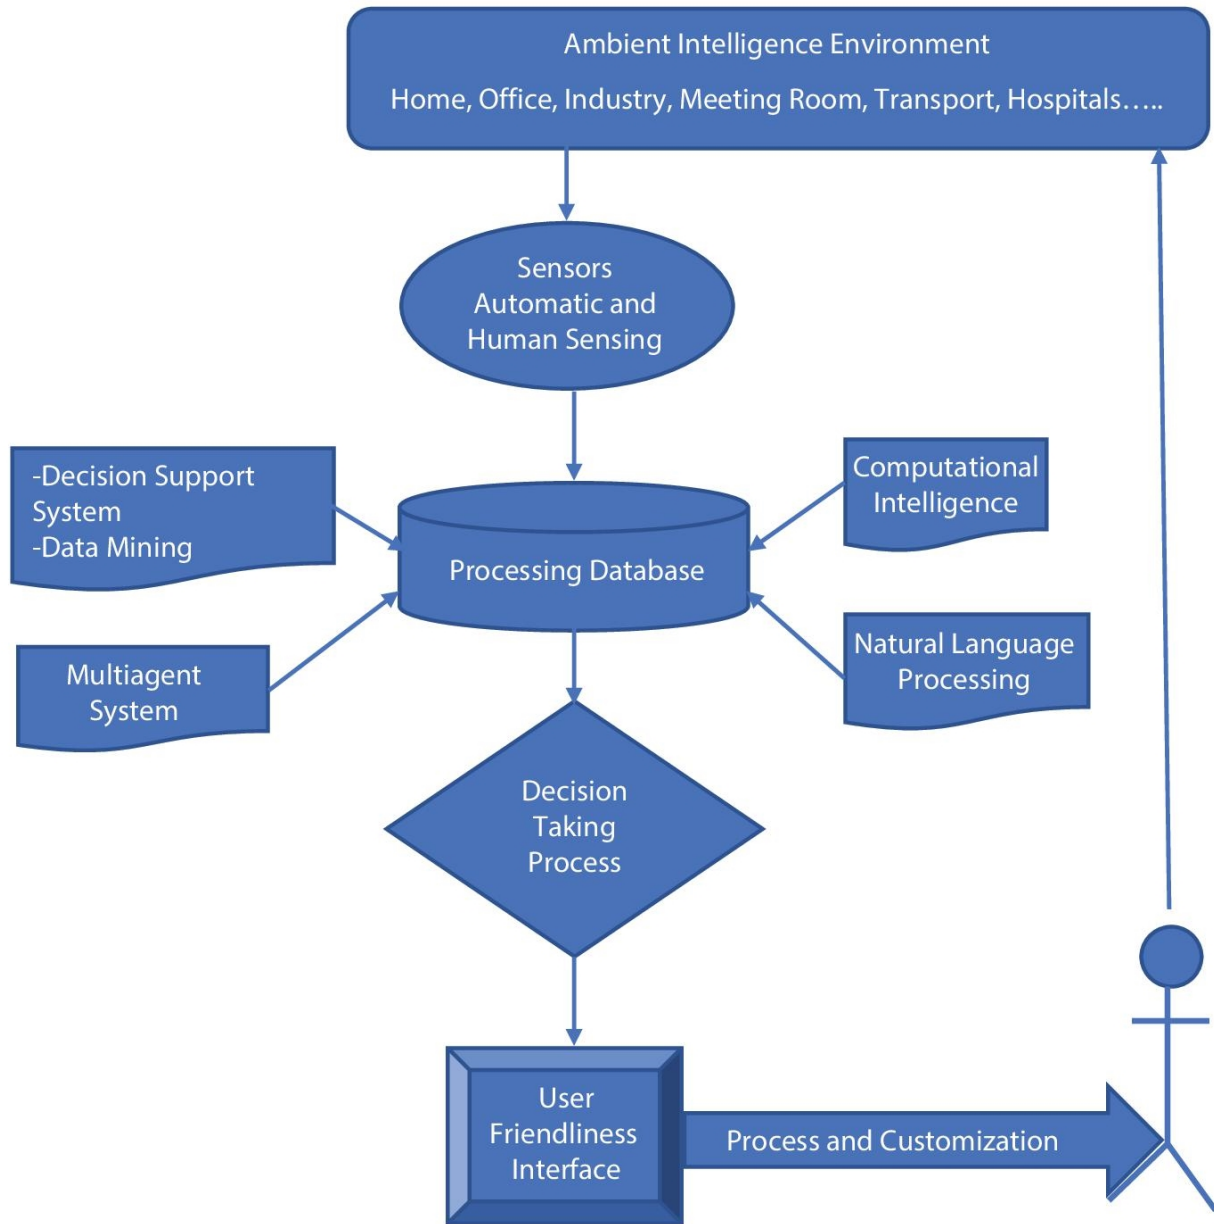 Ambient Intelligence Environment
Home, Office, Industry, Meeting Room, Transport, Hospitals…..
Sensors
Automatic and
Human Sensing
-Decision Support
System
-Data Mining
Computational
Intelligence
Processing Database
Multiagent
System
Natural Language
Processing
Decision
Taking
Process
User
Friendliness
Interface
Process and Customization